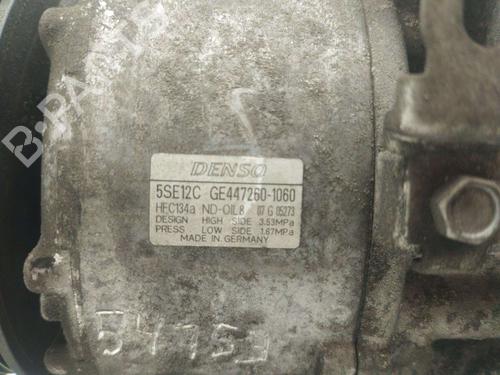 B-PARTS
DENSO
5SE12C GE447260-1060
HFC134a ND-OIL8 07 G 05273
DESIGN HIGH SIDE 3.53MPa
PRESS LOW SIDE 1.67MPa
MADE IN GERMANY